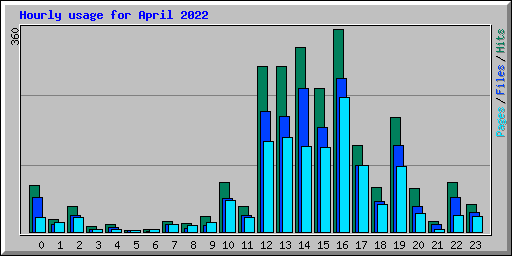 Hourly usage for April 2022
360
Pages / Files / Hits
0 1 2 3 4 5 6 7 8 9 10 11 12 13 14 15 16 17 18 19 20 21 22 23